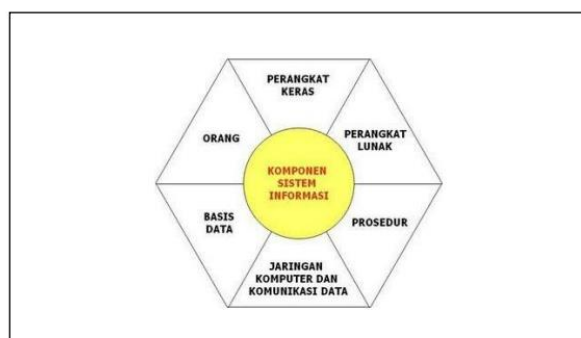 PERANGKAT
KERAS
PERANGKAT
LUNAK
PROSEDUR
JARINGAN
KOMPUTER DAN
KOMUNIKASI DATA
BASIS
DATA
ORANG
KOMPONEN
SISTEM
INFORMASI